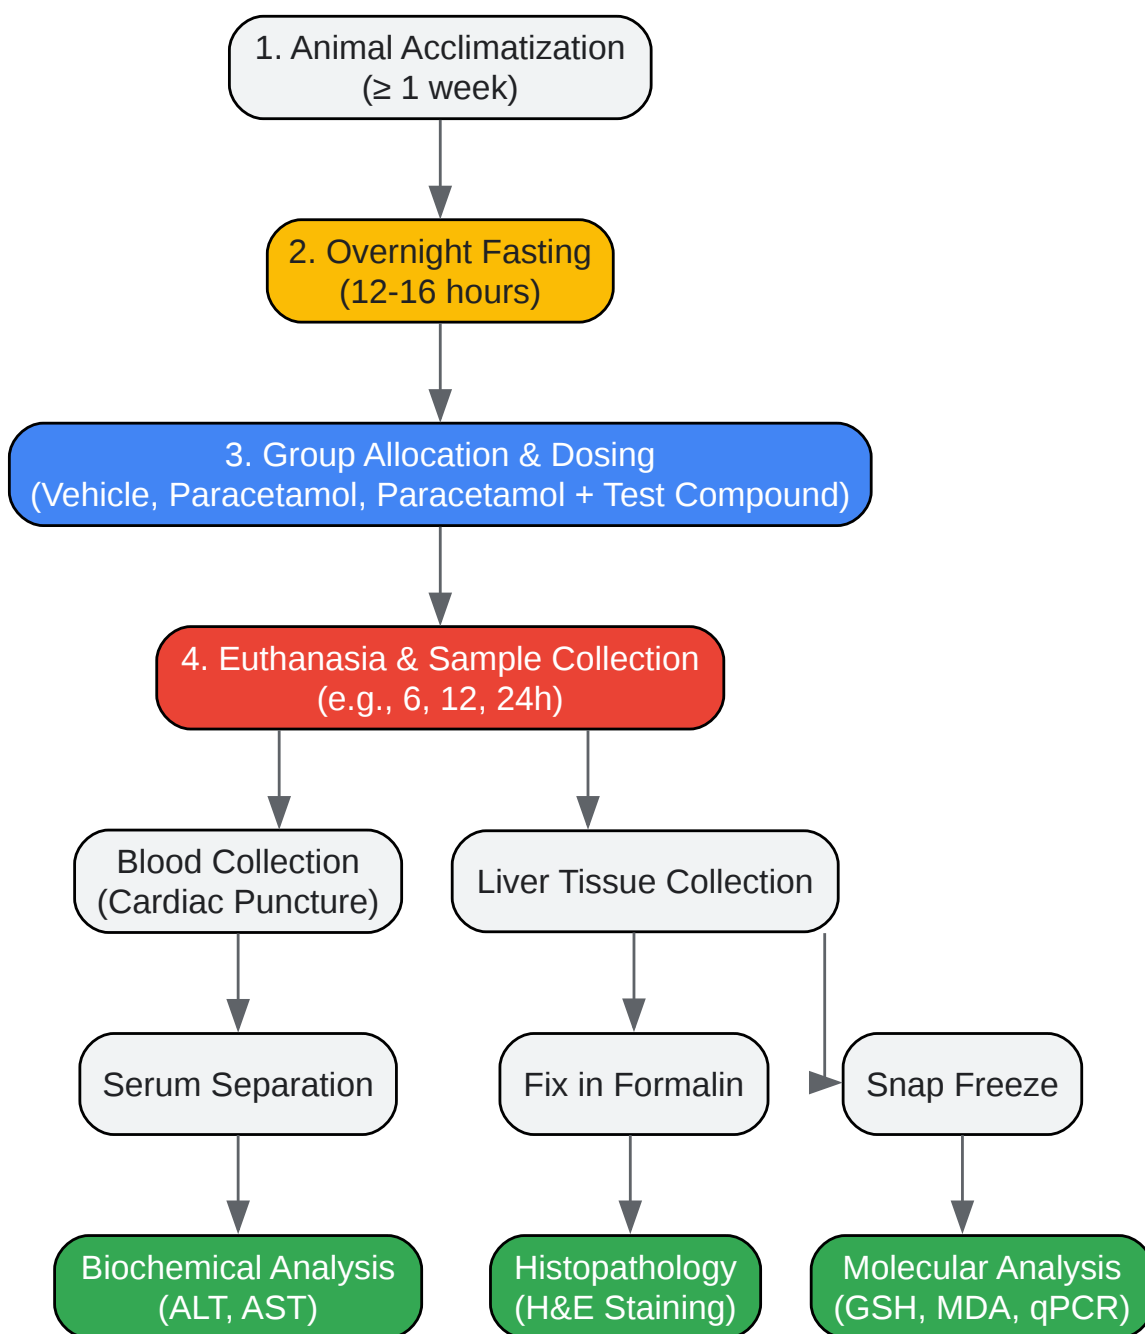 1. Animal Acclimatization
(≥ 1 week)
2. Overnight Fasting
(12-16 hours)
3. Group Allocation & Dosing
(Vehicle, Paracetamol, Paracetamol + Test Compound)
4. Euthanasia & Sample Collection
(e.g., 6, 12, 24h)
Blood Collection
(Cardiac Puncture)
Liver Tissue Collection
Serum Separation
Fix in Formalin
Snap Freeze
Biochemical Analysis
(ALT, AST)
Histopathology
(H&E Staining)
Molecular Analysis
(GSH, MDA, qPCR)